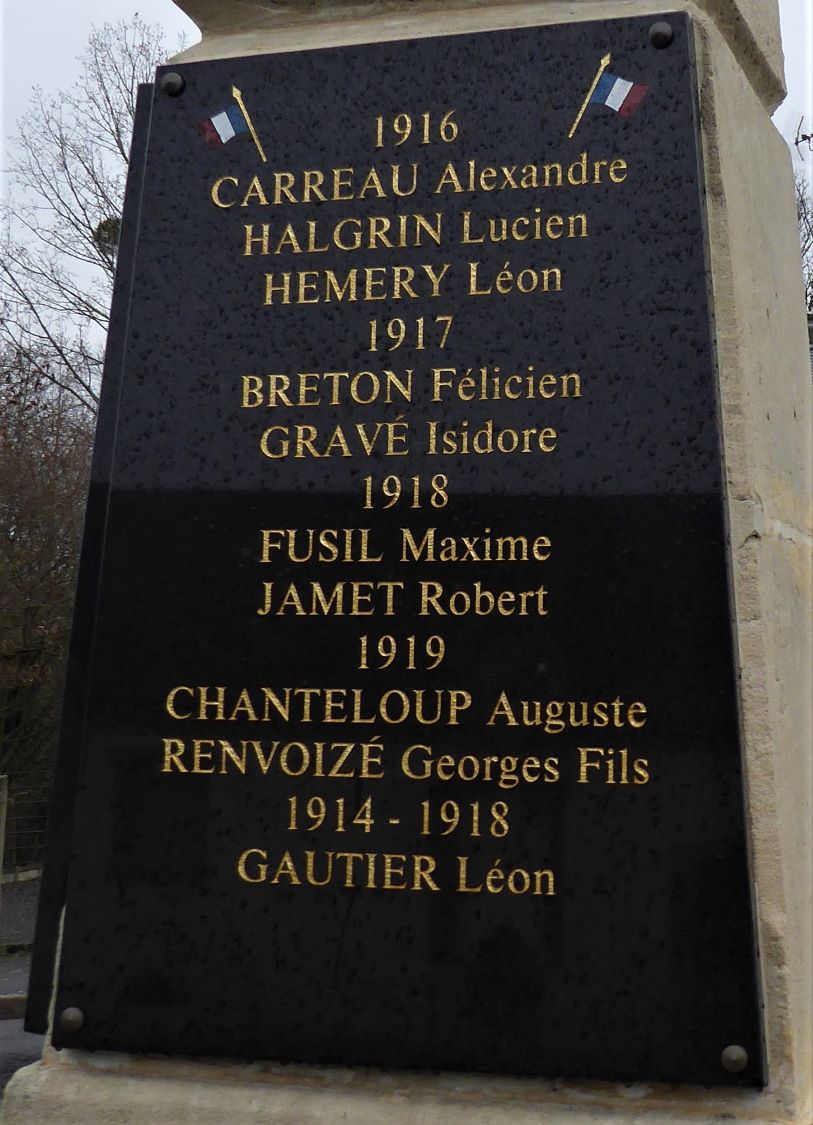 1916
CARREAU Alexandre
HALGRIN Lucien
HEMERY Léon
1917
BRETON Félicien
GRAVÉ Isidore
1918
FUSIL Maxime
JAMET Robert
1919
CHANTELOUP Auguste
RENVOIZÉ Georges Fils
1914 - 1918
GAUTIER Léon